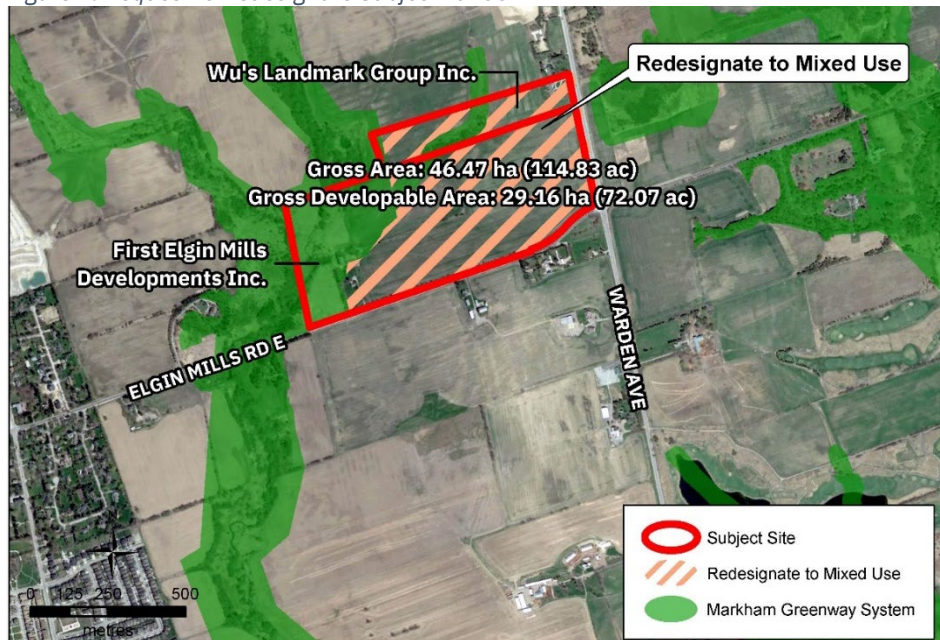 Wu's Landmark Group Inc.
Redesignate to Mixed Use
Gross Area: 46.47 ha (114.83 ac)
Gross Developable Area: 29.16 ha (72.07 ac)
First Elgin Mills
Developments Inc.
ELGIN MILLS RD E
WARDEN AVE
Subject Site
Redesignate to Mixed Use
Markham Greenway System
0 125 250 500
metres